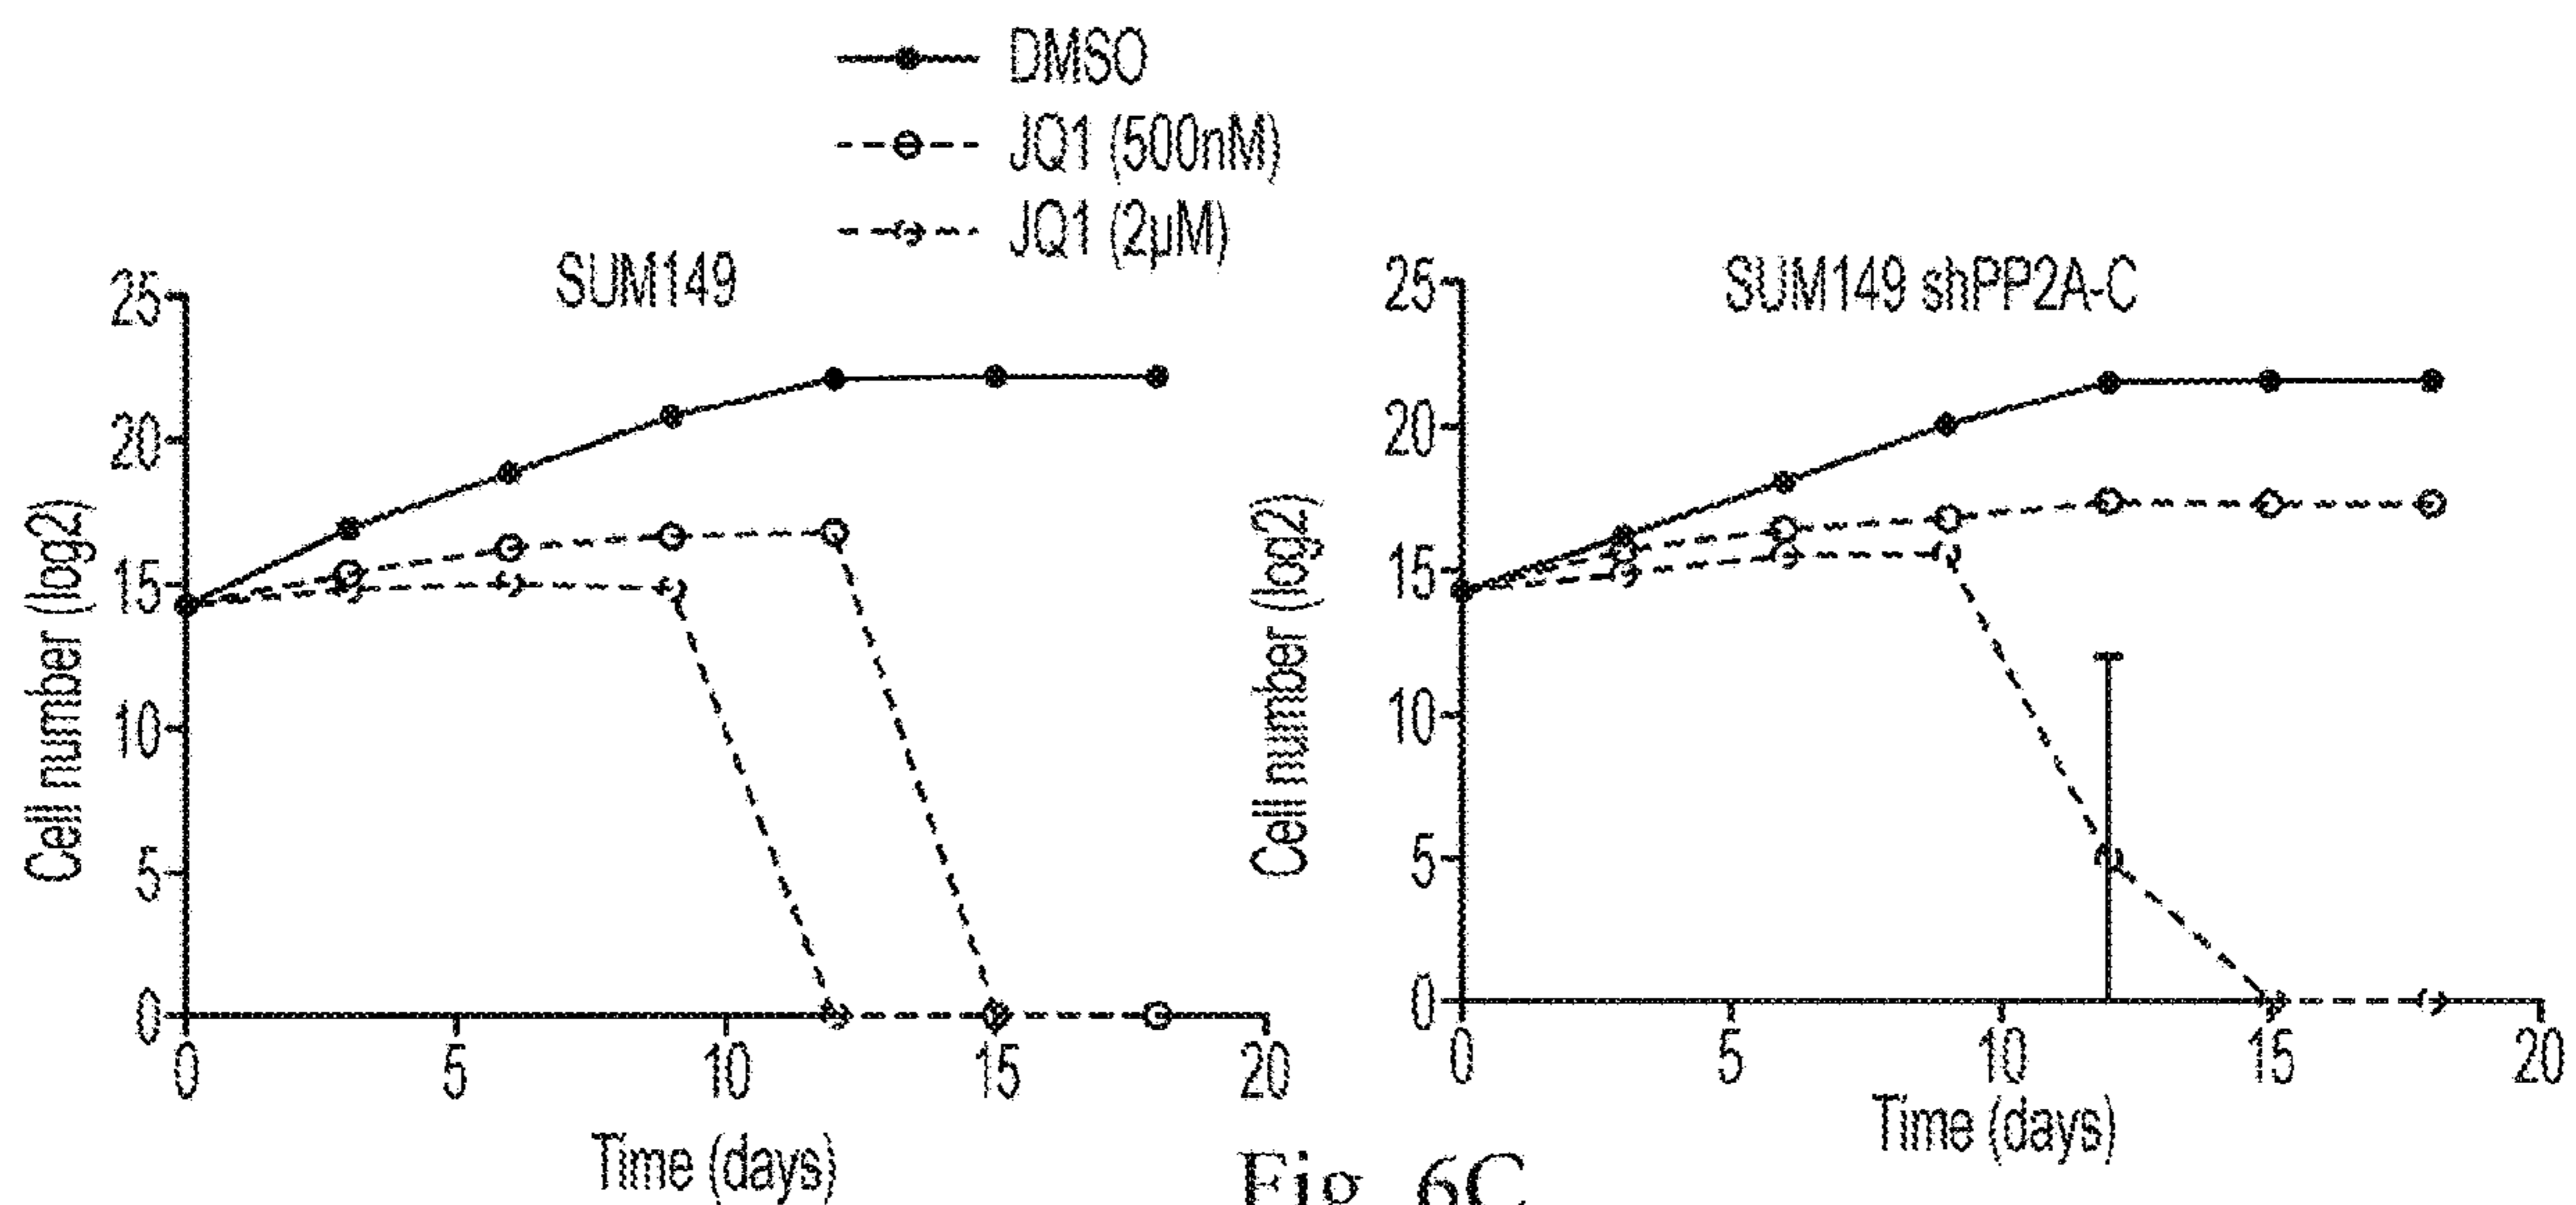 DMSO
JQ1 (500nM)
JQ1 (2µM)
SUM149
25
20
15
10
5
0
Cell number (log2)
0 5 10 15 20
Time (days)
SUM149 shPP2A-C
25
20
15
10
5
0
Cell number (log2)
0 5 10 15 20
Time (days)
Fig. 6C